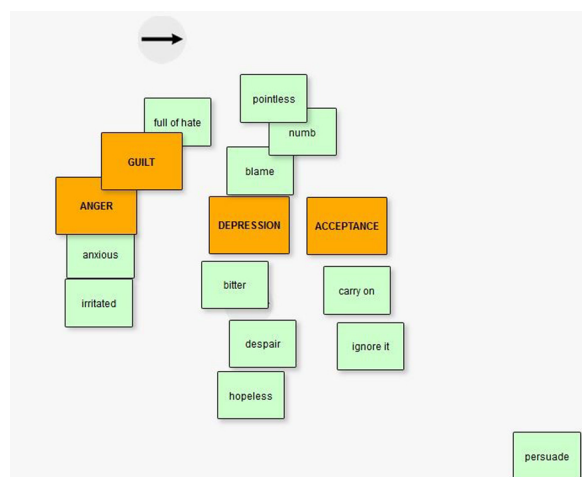 pointless
full of hate
numb
GUILT
blame
ANGER
DEPRESSION
ACCEPTANCE
anxious
bitter
carry on
irritated
despair
ignore it
hopeless
persuade